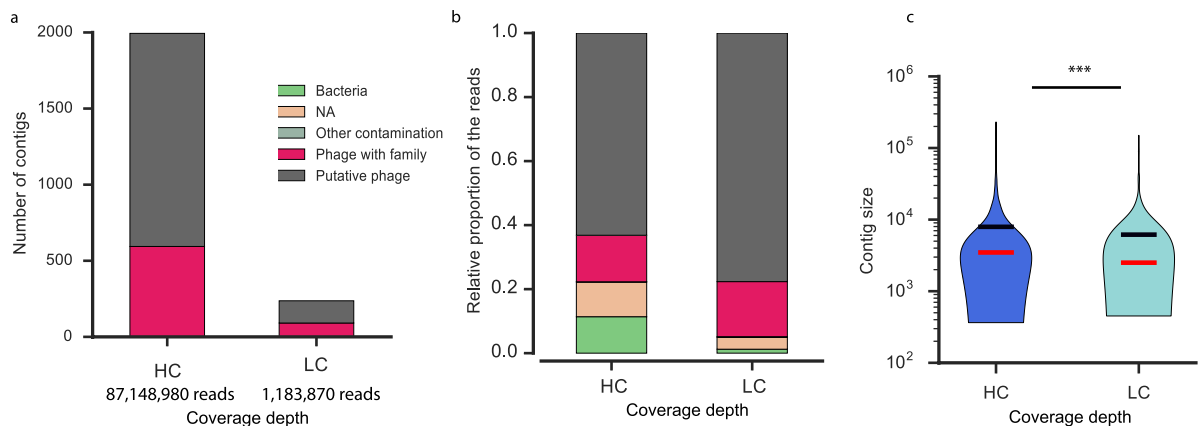 a
Number of contigs
2000
1500
1000
500
0
Bacteria
NA
Other contamination
Phage with family
Putative phage
HC
LC
87,148,980 reads
1,183,870 reads
Coverage depth
b
Relative proportion of the reads
1.0
0.8
0.6
0.4
0.2
0.0
HC
LC
Coverage depth
c
Contig size
10^6
10^5
10^4
10^3
10^2
***
HC
LC
Coverage depth